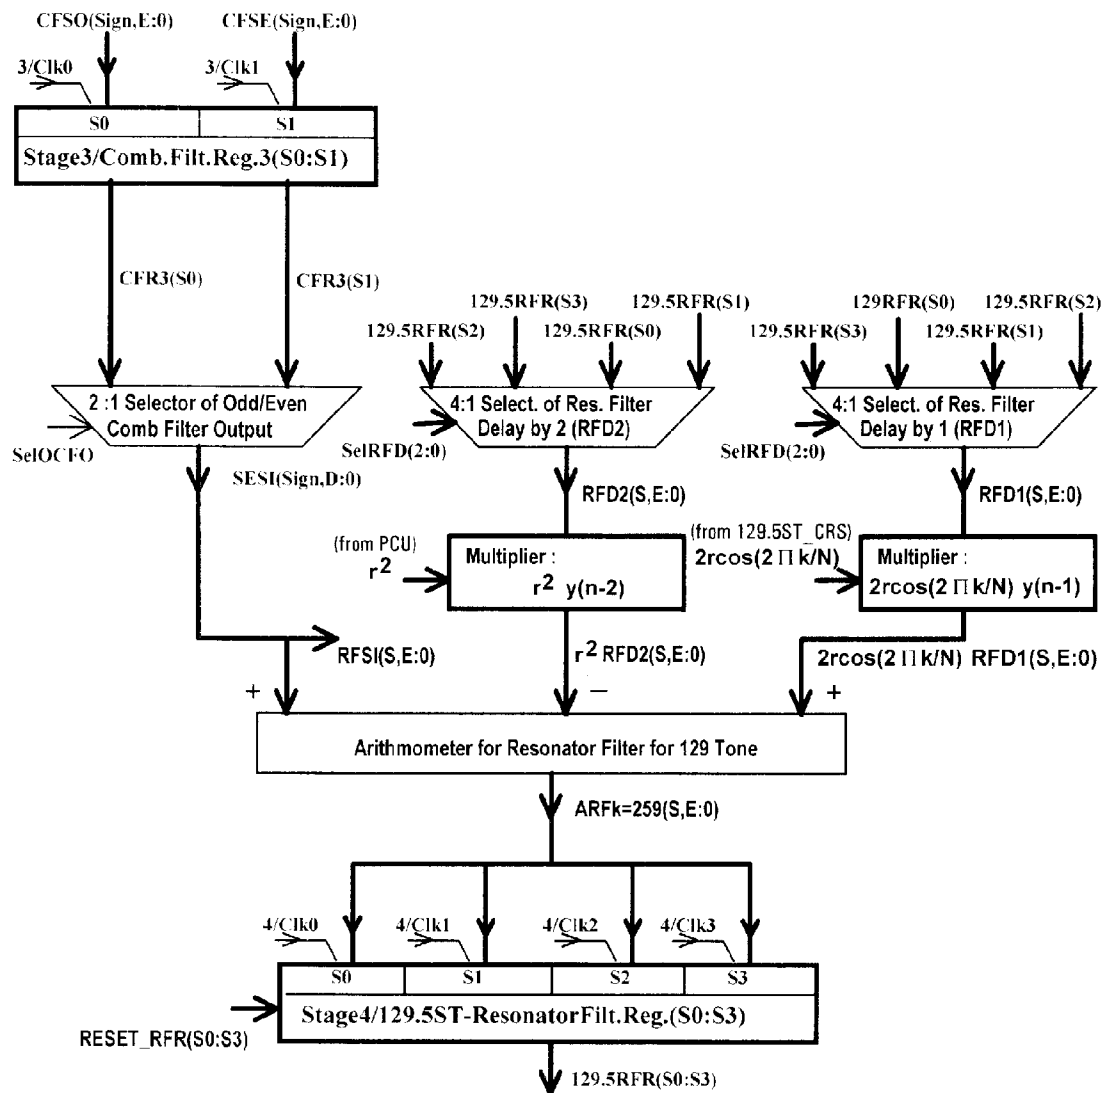 CFSO(Sign,E:0)
CFSE(Sign,E:0)
3/Clk0
3/Clk1
S0
S1
Stage3/Comb.Filt.Reg.3(S0:S1)
CFR3(S0)
CFR3(S1)
129.5RFR(S3)
129.5RFR(S1)
129.5RFR(S2)
129.5RFR(S0)
129RFR(S0)
129.5RFR(S2)
129.5RFR(S3)
129.5RFR(S1)
2 :1 Selector of Odd/Even
Comb Filter Output
SelOCFO
4:1 Select. of Res. Filter
Delay by 2 (RFD2)
SelRFD(2:0)
4:1 Select. of Res. Filter
Delay by 1 (RFD1)
SelRFD(2:0)
SESI(Sign,D:0)
RFD2(S,E:0)
RFD1(S,E:0)
(from PCU)
r²
Multiplier :
r² y(n-2)
(from 129.5ST_CRS)
2rcos(2 Π k/N)
Multiplier :
2rcos(2 Π k/N) y(n-1)
RFSI(S,E:0)
r² RFD2(S,E:0)
2rcos(2 Π k/N) RFD1(S,E:0)
+
−
+
Arithmometer for Resonator Filter for 129 Tone
ARFk=259(S,E:0)
4/Clk0
4/Clk1
4/Clk2
4/Clk3
S0
S1
S2
S3
Stage4/129.5ST-ResonatorFilt.Reg.(S0:S3)
RESET_RFR(S0:S3)
129.5RFR(S0:S3)